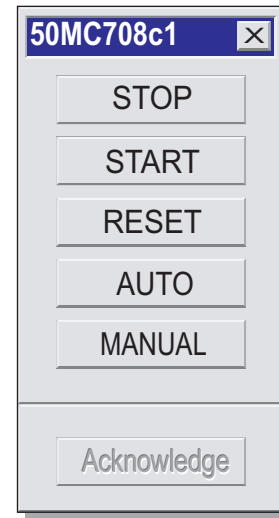 50MC708c1
STOP
START
RESET
AUTO
MANUAL
Acknowledge